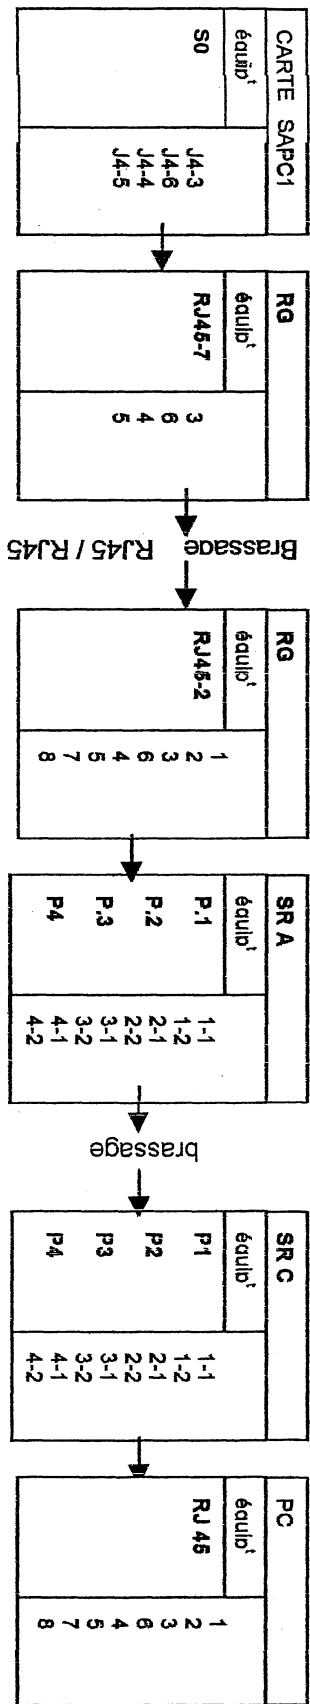 CARTE SAPC1
équipᵗ
S0
J4-3
J4-6
J4-4
J4-5
RG
équipᵗ
RJ45-7
3
6
4
5
Brassage RJ45 / RJ45
RG
équipᵗ
RJ45-2
1
2
3
6
4
5
7
8
SR A
équipᵗ
P.1
P.2
P.3
P4
1-1
1-2
2-1
2-2
3-1
3-2
4-1
4-2
brassage
SR C
équipᵗ
P1
P2
P3
P4
1-1
1-2
2-1
2-2
3-1
3-2
4-1
4-2
PC
équipᵗ
RJ 45
1
2
3
6
4
5
7
8